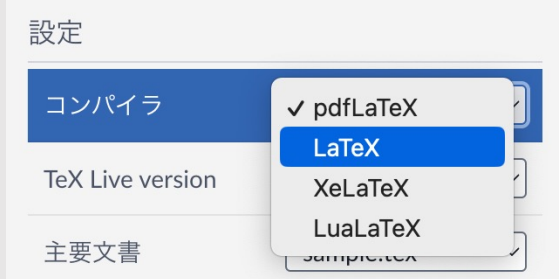 設定
コンパイラ
✓ pdfLaTeX
LaTeX
XeLaTeX
LuaLaTeX
TeX Live version
主要文書
sample.tex